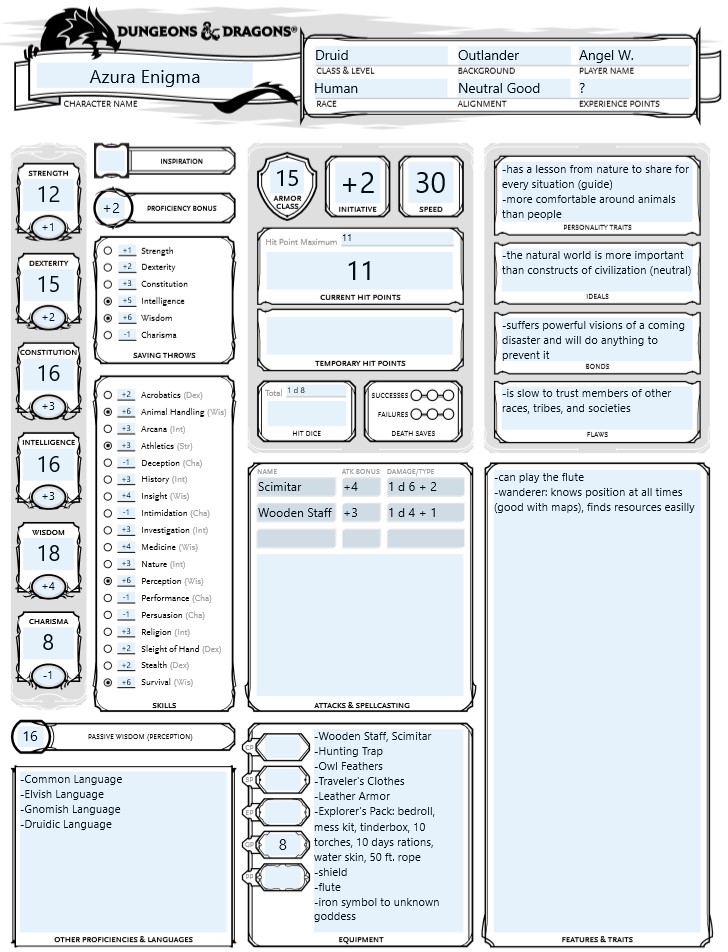 DUNGEONS & DRAGONS®
Azura Enigma
CHARACTER NAME
Druid Outlander Angel W.
CLASS & LEVEL BACKGROUND PLAYER NAME
Human Neutral Good ?
RACE ALIGNMENT EXPERIENCE POINTS
STRENGTH
12
+1
DEXTERITY
15
+2
CONSTITUTION
16
+3
INTELLIGENCE
16
+3
WISDOM
18
+4
CHARISMA
8
-1
INSPIRATION
+2 PROFICIENCY BONUS
+1 Strength
+2 Dexterity
+3 Constitution
+5 Intelligence
+6 Wisdom
-1 Charisma
SAVING THROWS
+2 Acrobatics (Dex)
+6 Animal Handling (Wis)
+3 Arcana (Int)
+3 Athletics (Str)
-1 Deception (Cha)
+3 History (Int)
+4 Insight (Wis)
-1 Intimidation (Cha)
+3 Investigation (Int)
+4 Medicine (Wis)
+3 Nature (Int)
+6 Perception (Wis)
-1 Performance (Cha)
-1 Persuasion (Cha)
+3 Religion (Int)
+2 Sleight of Hand (Dex)
+2 Stealth (Dex)
+6 Survival (Wis)
SKILLS
16 PASSIVE WISDOM (PERCEPTION)
-Common Language
-Elvish Language
-Gnomish Language
-Druidic Language
OTHER PROFICIENCIES & LANGUAGES
15
ARMOR
CLASS
+2
INITIATIVE
30
SPEED
Hit Point Maximum 11
11
CURRENT HIT POINTS
TEMPORARY HIT POINTS
Total 1 d 8
HIT DICE
SUCCESSES
FAILURES
DEATH SAVES
NAME ATK BONUS DAMAGE/TYPE
Scimitar +4 1 d 6 + 2
Wooden Staff +3 1 d 4 + 1
ATTACKS & SPELLCASTING
CP
SP
EP
GP 8
PP
-Wooden Staff, Scimitar
-Hunting Trap
-Owl Feathers
-Traveler's Clothes
-Leather Armor
-Explorer's Pack: bedroll,
mess kit, tinderbox, 10
torches, 10 days rations,
water skin, 50 ft. rope
-shield
-flute
-iron symbol to unknown
goddess
EQUIPMENT
-has a lesson from nature to share for
every situation (guide)
-more comfortable around animals
than people
PERSONALITY TRAITS
-the natural world is more important
than constructs of civilization (neutral)
IDEALS
-suffers powerful visions of a coming
disaster and will do anything to
prevent it
BONDS
-is slow to trust members of other
races, tribes, and societies
FLAWS
-can play the flute
-wanderer: knows position at all times
(good with maps), finds resources easilly
FEATURES & TRAITS